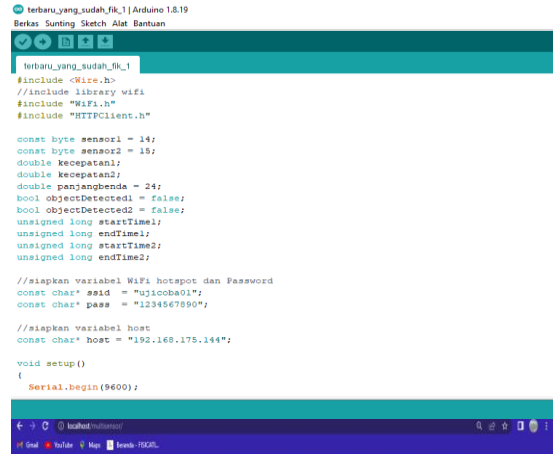 terbaru_yang_sudah_fik_1 | Arduino 1.8.19
Berkas Sunting Sketch Alat Bantuan
terbaru_yang_sudah_fik_1
#include <Wire.h>
//include library wifi
#include "WiFi.h"
#include "HTTPClient.h"
const byte sensor1 = 14;
const byte sensor2 = 15;
double kecepatan1;
double kecepatan2;
double panjangbenda = 24;
bool objectDetected1 = false;
bool objectDetected2 = false;
unsigned long startTime1;
unsigned long endTime1;
unsigned long startTime2;
unsigned long endTime2;
//siapkan variabel WiFi hotspot dan Password
const char* ssid  = "ujicoba01";
const char* pass  = "1234567890";
//siapkan variabel host
const char* host = "192.168.175.144";
void setup()
{
  Serial.begin(9600);
localhost/multisensor/
Gmail YouTube Maps Beranda - FISICATL...